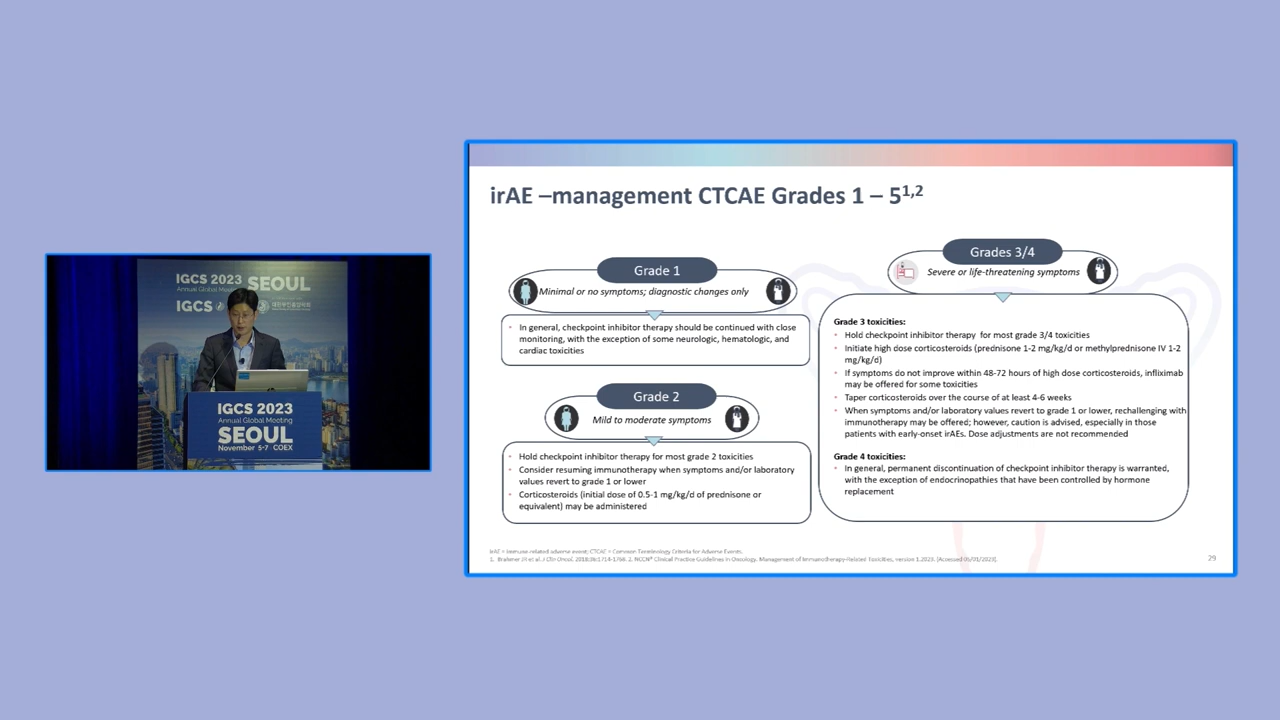 IGCS 2023
Annual Global Meeting
SEOUL
IGCS
대한부인종양학회
IGCS 2023
Annual Global Meeting
SEOUL
November 5-7 · COEX
irAE –management CTCAE Grades 1 – 5¹,²
Grade 1
Minimal or no symptoms; diagnostic changes only
• In general, checkpoint inhibitor therapy should be continued with close
monitoring, with the exception of some neurologic, hematologic, and
cardiac toxicities
Grade 2
Mild to moderate symptoms
• Hold checkpoint inhibitor therapy for most grade 2 toxicities
• Consider resuming immunotherapy when symptoms and/or laboratory
values revert to grade 1 or lower
• Corticosteroids (initial dose of 0.5-1 mg/kg/d of prednisone or
equivalent) may be administered
Grades 3/4
Severe or life-threatening symptoms
Grade 3 toxicities:
• Hold checkpoint inhibitor therapy for most grade 3/4 toxicities
• Initiate high dose corticosteroids (prednisone 1-2 mg/kg/d or methylprednisone IV 1-2
mg/kg/d)
• If symptoms do not improve within 48-72 hours of high dose corticosteroids, infliximab
may be offered for some toxicities
• Taper corticosteroids over the course of at least 4-6 weeks
• When symptoms and/or laboratory values revert to grade 1 or lower, rechallenging with
immunotherapy may be offered; however, caution is advised, especially in those
patients with early-onset irAEs. Dose adjustments are not recommended
Grade 4 toxicities:
• In general, permanent discontinuation of checkpoint inhibitor therapy is warranted,
with the exception of endocrinopathies that have been controlled by hormone
replacement
irAE = immune-related adverse event; CTCAE = Common Terminology Criteria for Adverse Events.
1. Brahmer JR et al. J Clin Oncol. 2018;36:1714-1768. 2. NCCN® Clinical Practice Guidelines in Oncology. Management of Immunotherapy-Related Toxicities, version 1.2023. (Accessed 05/01/2023).
29